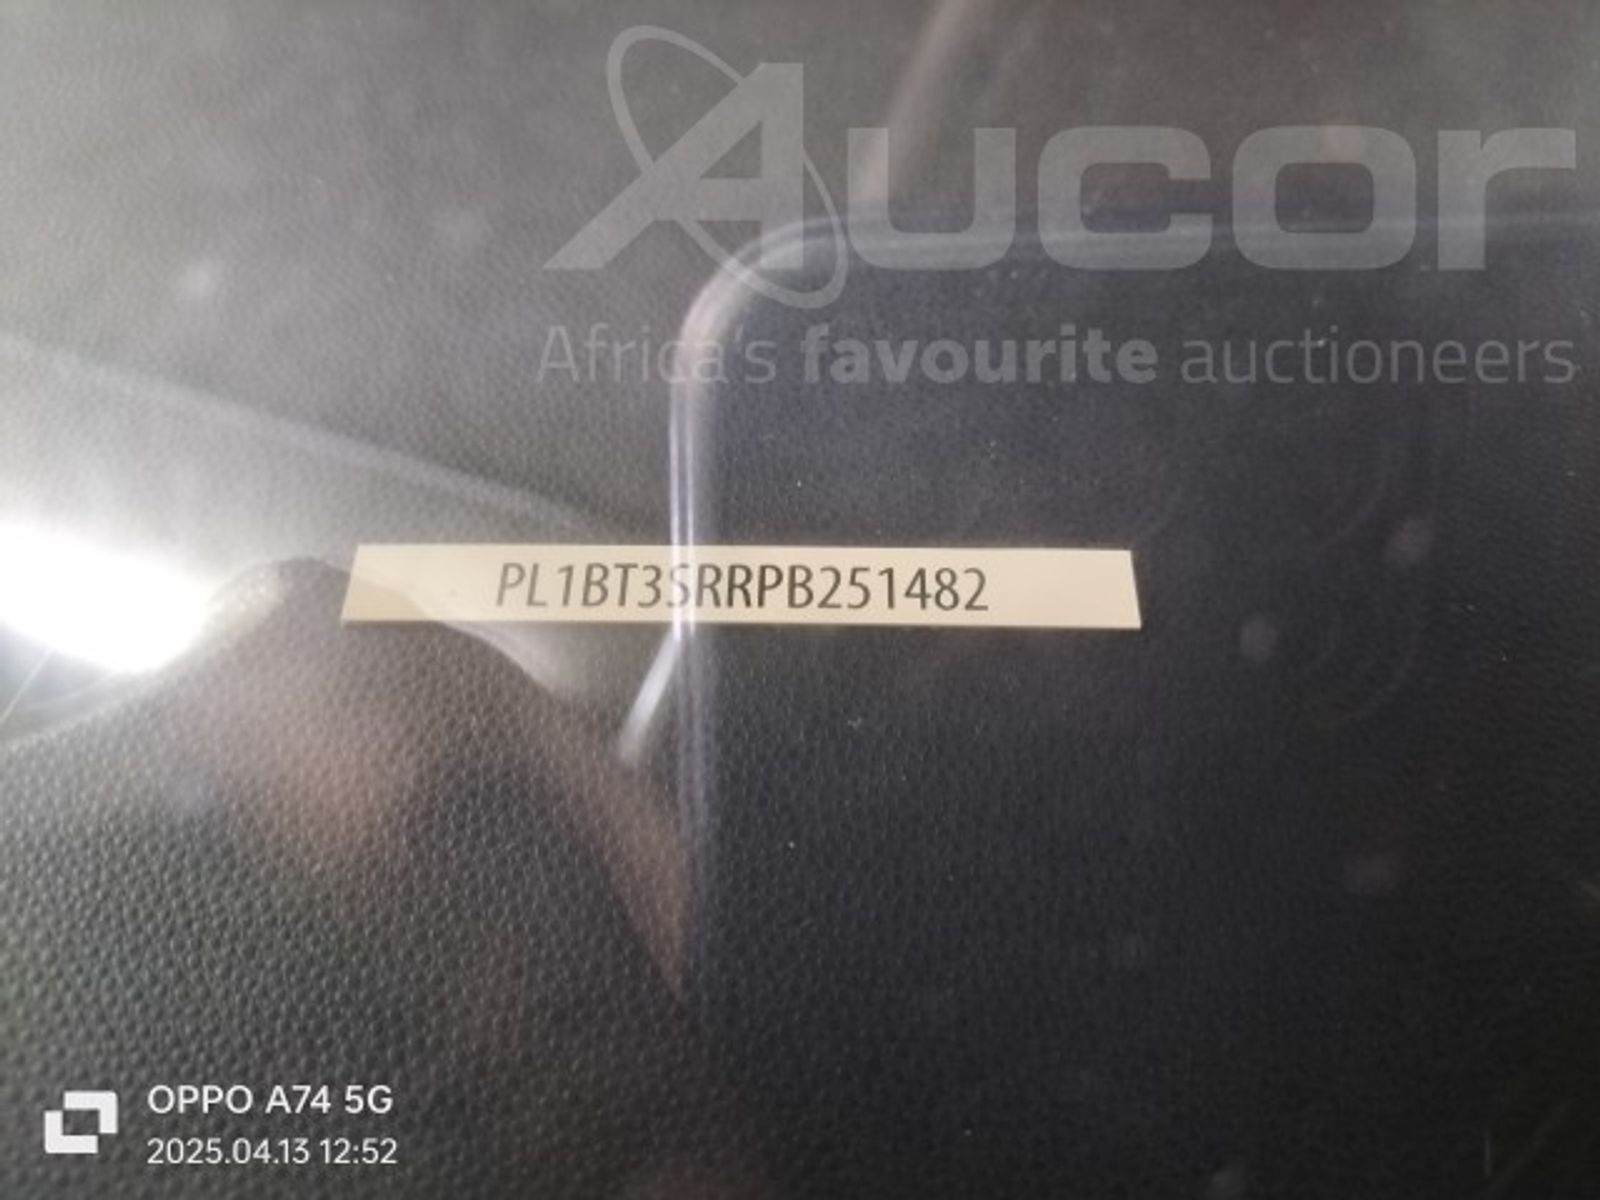 Aucor
Africa's favourite auctioneers
PL1BT3SRRPB251482
OPPO A74 5G
2025.04.13 12:52